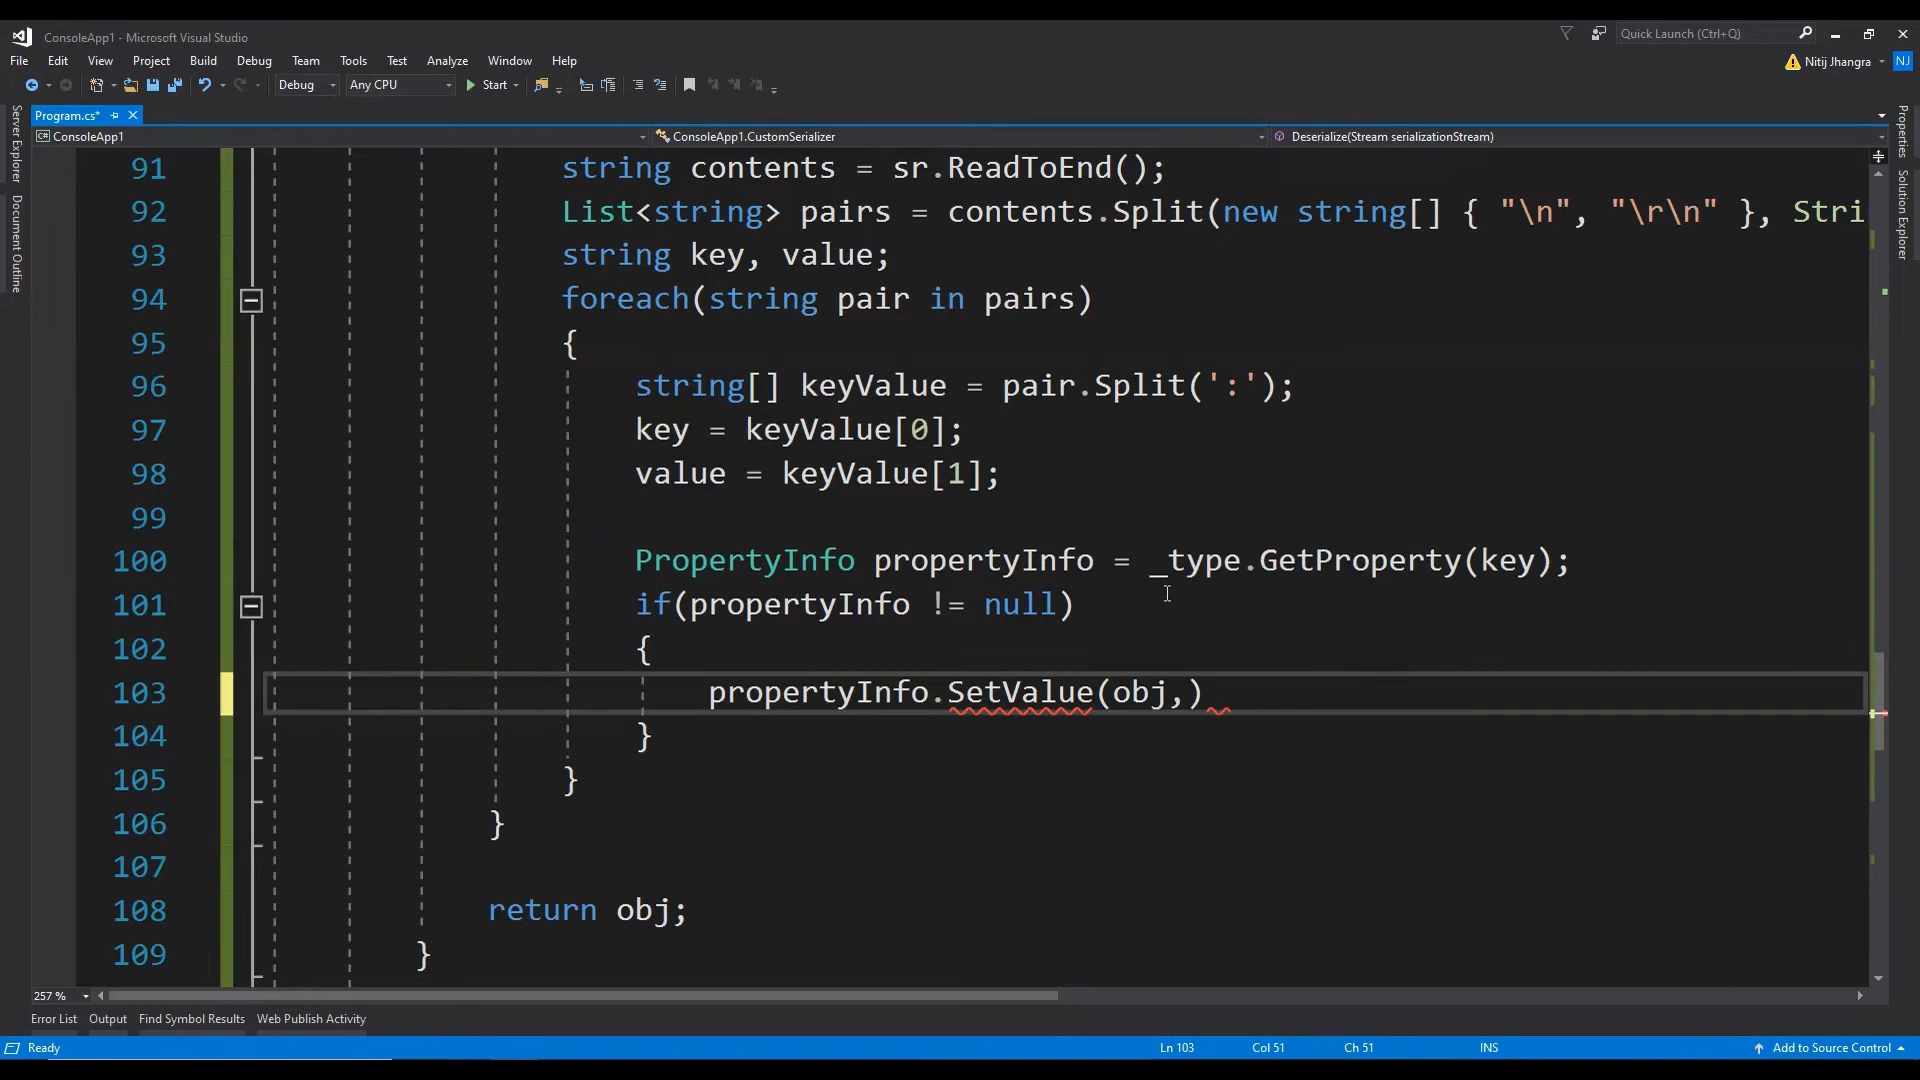 ConsoleApp1 - Microsoft Visual Studio
Quick Launch (Ctrl+Q)
File Edit View Project Build Debug Team Tools Test Analyze Window Help
Nitij Jhangra NJ
Debug Any CPU Start
Program.cs*
ConsoleApp1 ConsoleApp1.CustomSerializer Deserialize(Stream serializationStream)
Server Explorer
Document Outline
Properties
Solution Explorer
91 string contents = sr.ReadToEnd();
92 List<string> pairs = contents.Split(new string[] { "\n", "\r\n" }, Stri
93 string key, value;
94 foreach(string pair in pairs)
95 {
96 string[] keyValue = pair.Split(':');
97 key = keyValue[0];
98 value = keyValue[1];
99
100 PropertyInfo propertyInfo = _type.GetProperty(key);
101 if(propertyInfo != null)
102 {
103 propertyInfo.SetValue(obj,)
104 }
105 }
106 }
107
108 return obj;
109 }
257 %
Error List Output Find Symbol Results Web Publish Activity
Ready Ln 103 Col 51 Ch 51 INS Add to Source Control